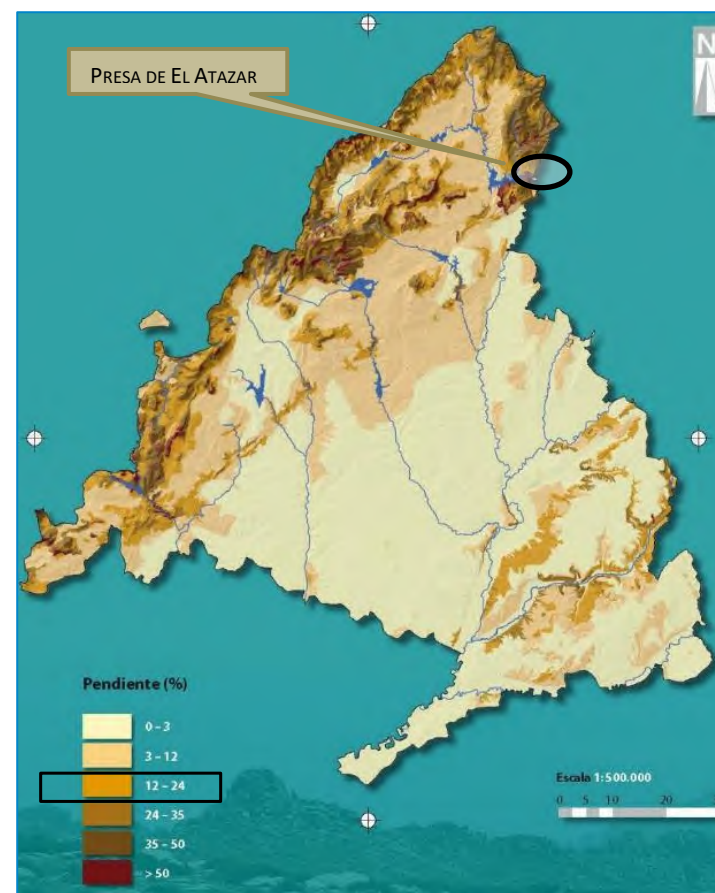 PRESA DE EL ATAZAR
N
Pendiente (%)
0 – 3
3 – 12
12 – 24
24 – 35
35 – 50
> 50
Escala 1:500.000
0 5 10 20